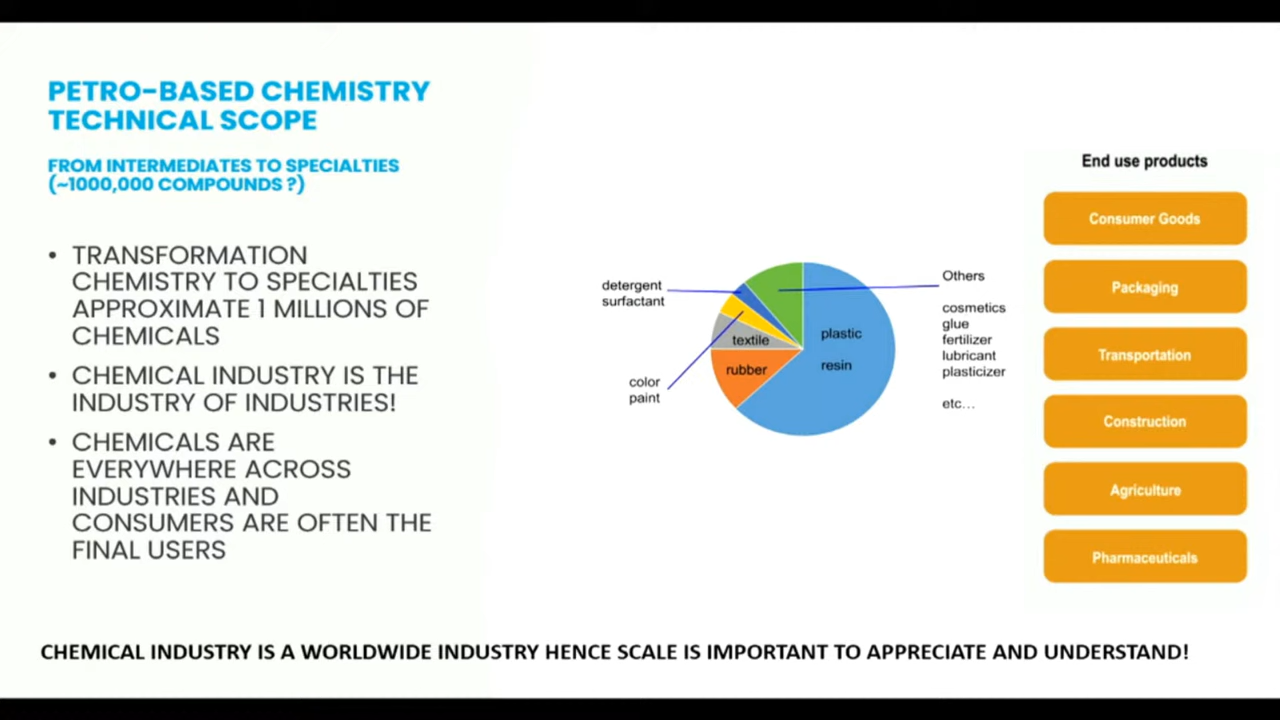 PETRO-BASED CHEMISTRY
TECHNICAL SCOPE
FROM INTERMEDIATES TO SPECIALTIES
(~1000,000 COMPOUNDS ?)
• TRANSFORMATION
CHEMISTRY TO SPECIALTIES
APPROXIMATE 1 MILLIONS OF
CHEMICALS
• CHEMICAL INDUSTRY IS THE
INDUSTRY OF INDUSTRIES!
• CHEMICALS ARE
EVERYWHERE ACROSS
INDUSTRIES AND
CONSUMERS ARE OFTEN THE
FINAL USERS
detergent
surfactant
color
paint
textile
rubber
plastic
resin
Others
cosmetics
glue
fertilizer
lubricant
plasticizer
etc...
End use products
Consumer Goods
Packaging
Transportation
Construction
Agriculture
Pharmaceuticals
CHEMICAL INDUSTRY IS A WORLDWIDE INDUSTRY HENCE SCALE IS IMPORTANT TO APPRECIATE AND UNDERSTAND!